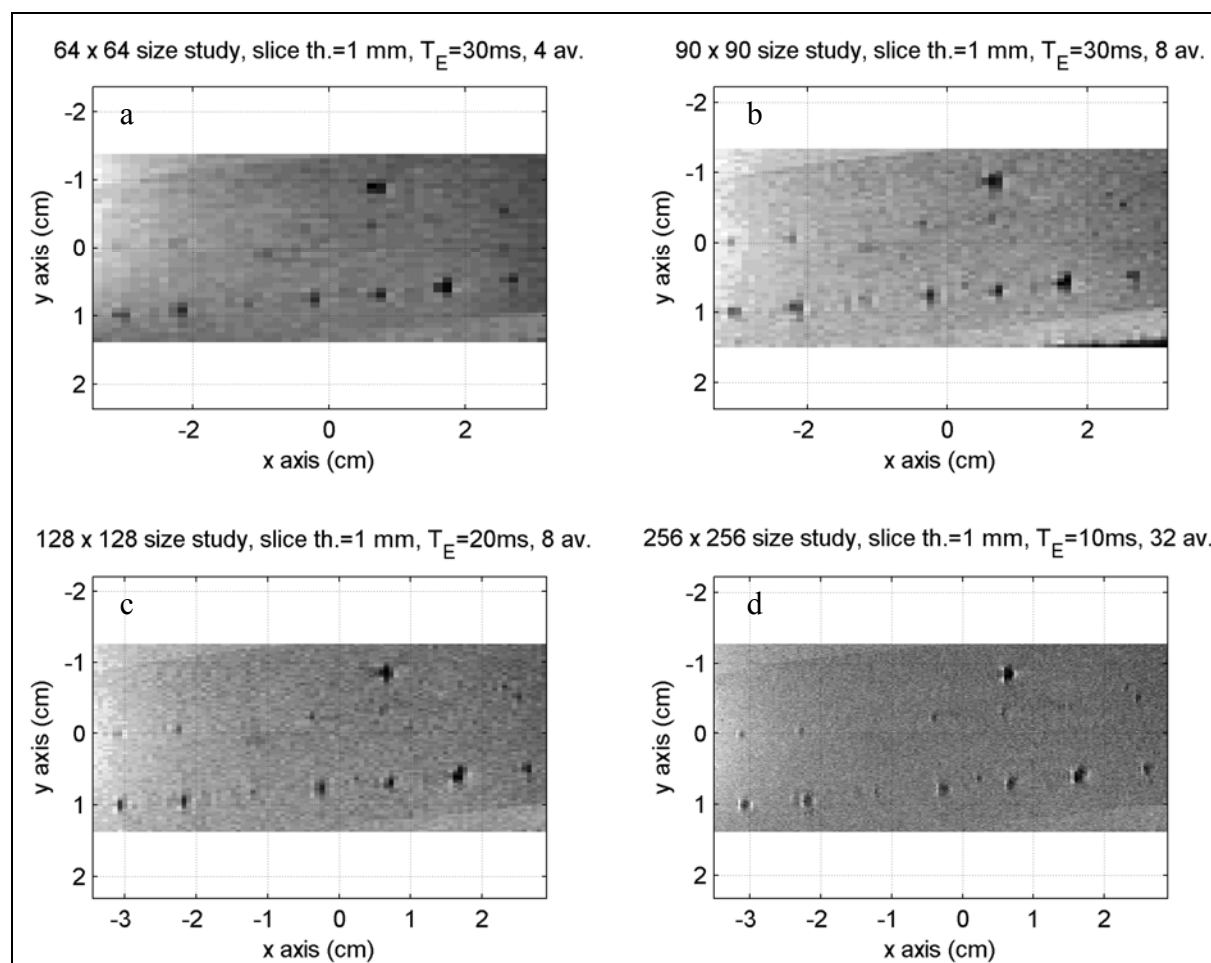 64 x 64 size study, slice th.=1 mm, T_E=30ms, 4 av.
a
-2
-1
0
1
2
y axis (cm)
-2
0
2
x axis (cm)
90 x 90 size study, slice th.=1 mm, T_E=30ms, 8 av.
b
-2
-1
0
1
2
y axis (cm)
-2
0
2
x axis (cm)
128 x 128 size study, slice th.=1 mm, T_E=20ms, 8 av.
c
-2
-1
0
1
2
y axis (cm)
-3
-2
-1
0
1
2
x axis (cm)
256 x 256 size study, slice th.=1 mm, T_E=10ms, 32 av.
d
-2
-1
0
1
2
y axis (cm)
-3
-2
-1
0
1
2
x axis (cm)